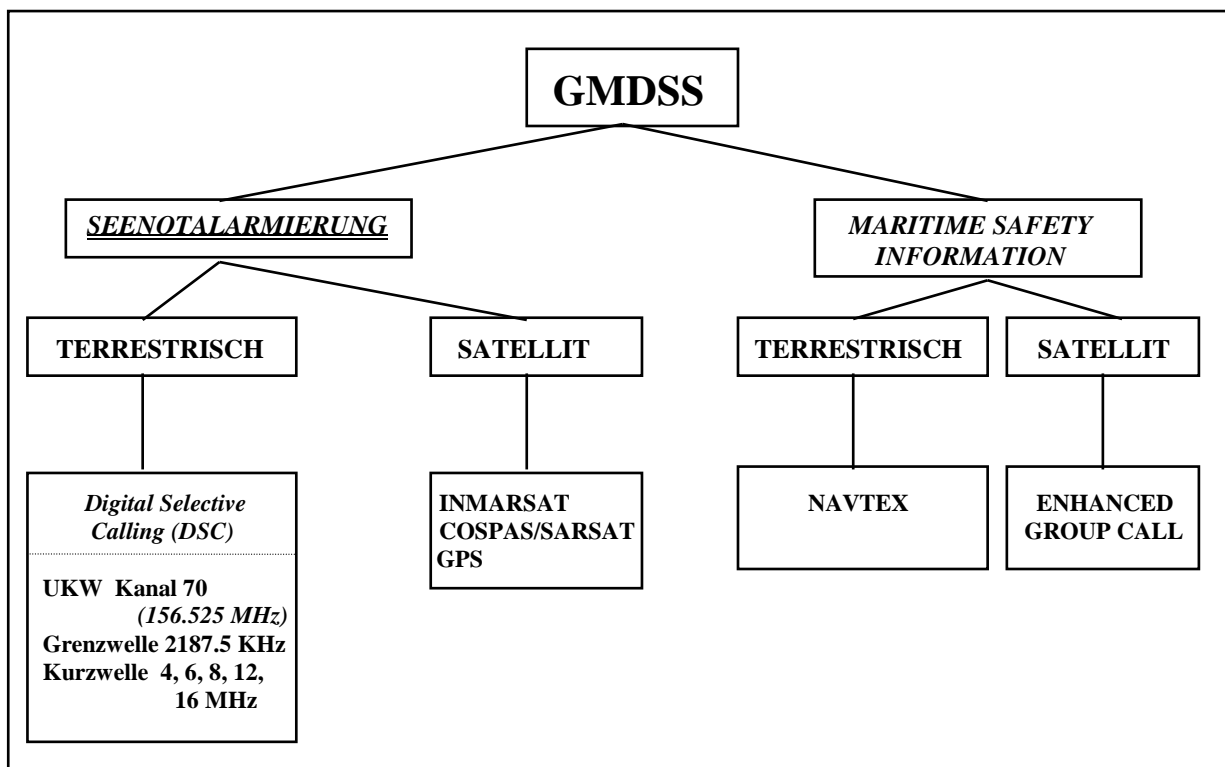 GMDSS
SEENOTALARMIERUNG
MARITIME SAFETY
INFORMATION
TERRESTRISCH
SATELLIT
TERRESTRISCH
SATELLIT
Digital Selective
Calling (DSC)
UKW Kanal 70
(156.525 MHz)
Grenzwelle 2187.5 KHz
Kurzwelle 4, 6, 8, 12,
16 MHz
INMARSAT
COSPAS/SARSAT
GPS
NAVTEX
ENHANCED
GROUP CALL